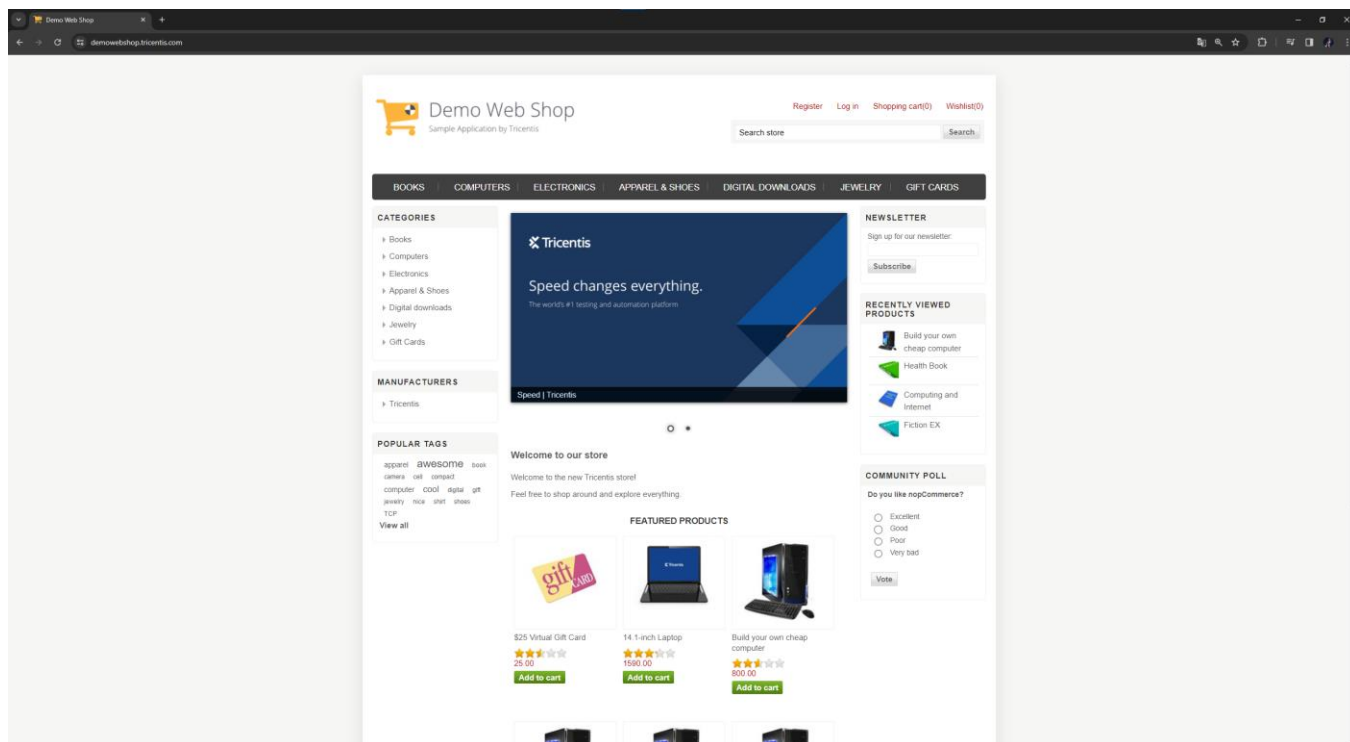 Demo Web Shop
demowebshop.tricentis.com
Demo Web Shop
Sample Application by Tricentis
Register Log in Shopping cart(0) Wishlist(0)
Search store Search
BOOKS COMPUTERS ELECTRONICS APPAREL & SHOES DIGITAL DOWNLOADS JEWELRY GIFT CARDS
CATEGORIES
Books
Computers
Electronics
Apparel & Shoes
Digital downloads
Jewelry
Gift Cards
MANUFACTURERS
Tricentis
POPULAR TAGS
apparel awesome book
camera cell compact
computer cool digital gift
jewelry nice shirt shoes
TCP
View all
Tricentis
Speed changes everything.
The world's #1 testing and automation platform
Speed | Tricentis
Welcome to our store
Welcome to the new Tricentis store!
Feel free to shop around and explore everything.
FEATURED PRODUCTS
gift CARD
Tricentis
$25 Virtual Gift Card
25.00
Add to cart
14.1-inch Laptop
1590.00
Add to cart
Build your own cheap
computer
800.00
Add to cart
NEWSLETTER
Sign up for our newsletter:
Subscribe
RECENTLY VIEWED
PRODUCTS
Build your own
cheap computer
Health Book
Computing and
Internet
Fiction EX
COMMUNITY POLL
Do you like nopCommerce?
Excellent
Good
Poor
Very bad
Vote